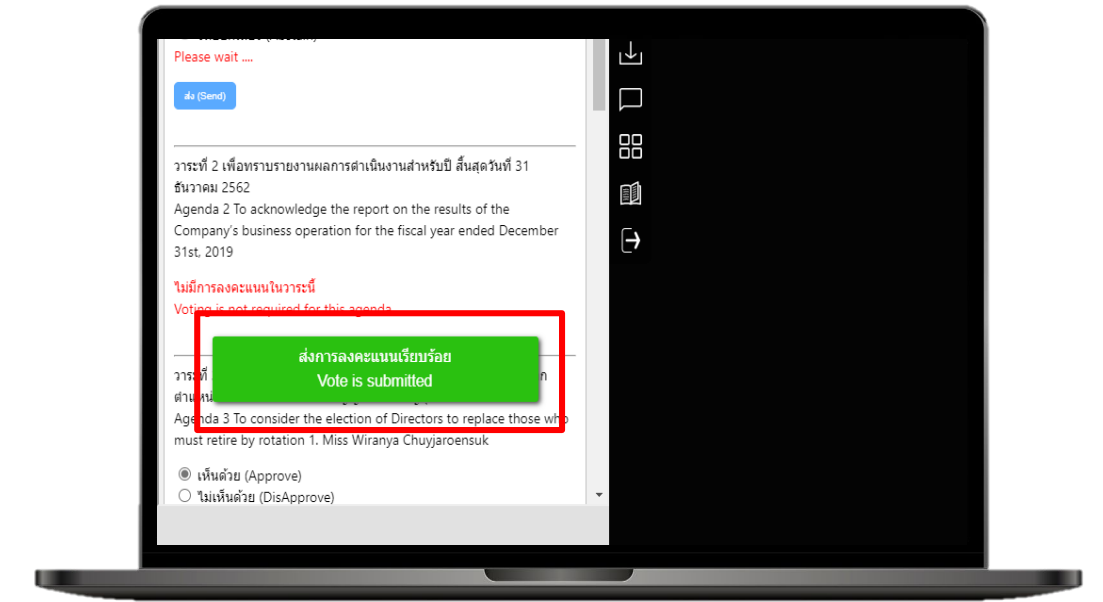 (Abstain)
Please wait ....
ส่ง (Send)
วาระที่ 2 เพื่อทราบรายงานผลการดำเนินงานสำหรับปี สิ้นสุดวันที่ 31
ธันวาคม 2562
Agenda 2 To acknowledge the report on the results of the
Company's business operation for the fiscal year ended December
31st, 2019
ไม่มีการลงคะแนนในวาระนี้
Voting is not required for this agenda
ส่งการลงคะแนนเรียบร้อย
Vote is submitted
วาระที่
Agenda 3 To consider the election of Directors to replace those who
must retire by rotation 1. Miss Wiranya Chuyjaroensuk
เห็นด้วย (Approve)
ไม่เห็นด้วย (DisApprove)